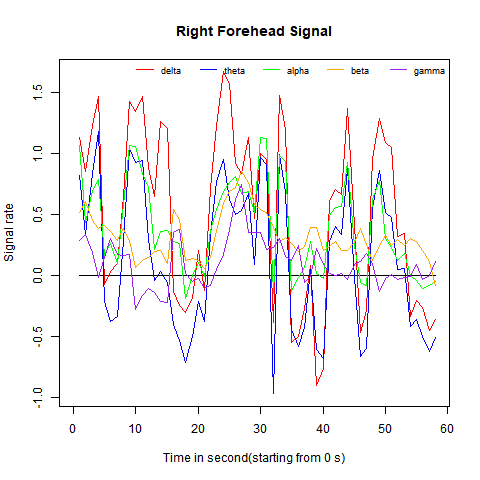 Right Forehead Signal
delta theta alpha beta gamma
Signal rate
1.5
1.0
0.5
0.0
-0.5
-1.0
0 10 20 30 40 50 60
Time in second(starting from 0 s)